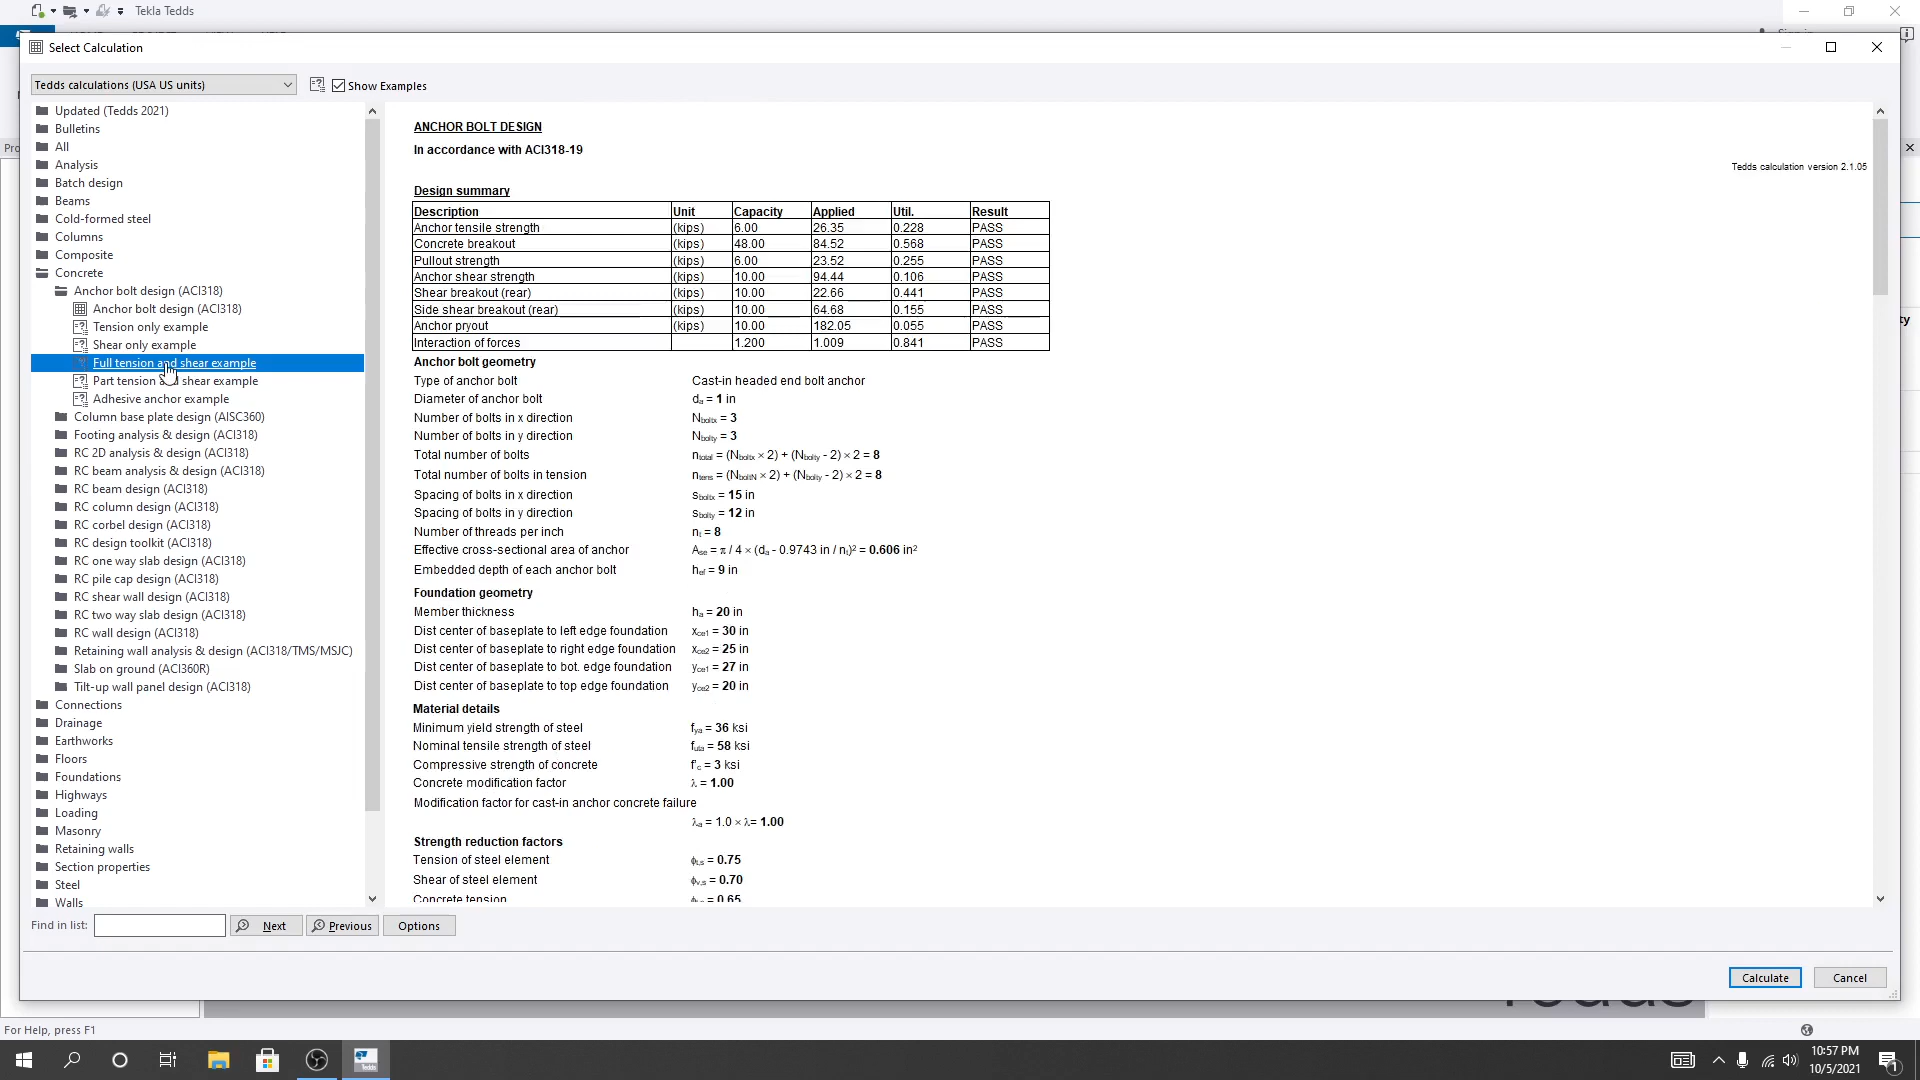 Tekla Tedds
Select Calculation
Tedds calculations (USA US units)
Show Examples
Updated (Tedds 2021)
Bulletins
All
Analysis
Batch design
Beams
Cold-formed steel
Columns
Composite
Concrete
Anchor bolt design (ACI318)
Anchor bolt design (ACI318)
Tension only example
Shear only example
Full tension and shear example
Part tension and shear example
Adhesive anchor example
Column base plate design (AISC360)
Footing analysis & design (ACI318)
RC 2D analysis & design (ACI318)
RC beam analysis & design (ACI318)
RC beam design (ACI318)
RC column design (ACI318)
RC corbel design (ACI318)
RC design toolkit (ACI318)
RC one way slab design (ACI318)
RC pile cap design (ACI318)
RC shear wall design (ACI318)
RC two way slab design (ACI318)
RC wall design (ACI318)
Retaining wall analysis & design (ACI318/TMS/MSJC)
Slab on ground (ACI360R)
Tilt-up wall panel design (ACI318)
Connections
Drainage
Earthworks
Floors
Foundations
Highways
Loading
Masonry
Retaining walls
Section properties
Steel
Walls
ANCHOR BOLT DESIGN
In accordance with ACI318-19
Tedds calculation version 2.1.05
Design summary
Description Unit Capacity Applied Util. Result
Anchor tensile strength (kips) 6.00 26.35 0.228 PASS
Concrete breakout (kips) 48.00 84.52 0.568 PASS
Pullout strength (kips) 6.00 23.52 0.255 PASS
Anchor shear strength (kips) 10.00 94.44 0.106 PASS
Shear breakout (rear) (kips) 10.00 22.66 0.441 PASS
Side shear breakout (rear) (kips) 10.00 64.68 0.155 PASS
Anchor pryout (kips) 10.00 182.05 0.055 PASS
Interaction of forces 1.200 1.009 0.841 PASS
Anchor bolt geometry
Type of anchor bolt Cast-in headed end bolt anchor
Diameter of anchor bolt da = 1 in
Number of bolts in x direction Nboltx = 3
Number of bolts in y direction Nbolty = 3
Total number of bolts ntotal = (Nboltx × 2) + (Nbolty - 2) × 2 = 8
Total number of bolts in tension ntens = (NboltN × 2) + (Nbolty - 2) × 2 = 8
Spacing of bolts in x direction sboltx = 15 in
Spacing of bolts in y direction sbolty = 12 in
Number of threads per inch nt = 8
Effective cross-sectional area of anchor Ase = π / 4 × (da - 0.9743 in / nt)² = 0.606 in²
Embedded depth of each anchor bolt hef = 9 in
Foundation geometry
Member thickness ha = 20 in
Dist center of baseplate to left edge foundation xce1 = 30 in
Dist center of baseplate to right edge foundation xce2 = 25 in
Dist center of baseplate to bot. edge foundation yce1 = 27 in
Dist center of baseplate to top edge foundation yce2 = 20 in
Material details
Minimum yield strength of steel fya = 36 ksi
Nominal tensile strength of steel futa = 58 ksi
Compressive strength of concrete f'c = 3 ksi
Concrete modification factor λ = 1.00
Modification factor for cast-in anchor concrete failure
λa = 1.0 × λ= 1.00
Strength reduction factors
Tension of steel element ϕt,s = 0.75
Shear of steel element ϕv,s = 0.70
Concrete tension = 0.65
Find in list: Next Previous Options
Calculate Cancel
For Help, press F1
Tedds
10:57 PM
10/5/2021
1